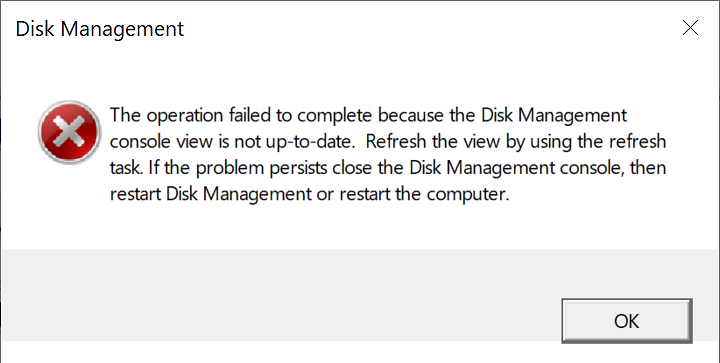 Disk Management
The operation failed to complete because the Disk Management
console view is not up-to-date.  Refresh the view by using the refresh
task. If the problem persists close the Disk Management console, then
restart Disk Management or restart the computer.
OK